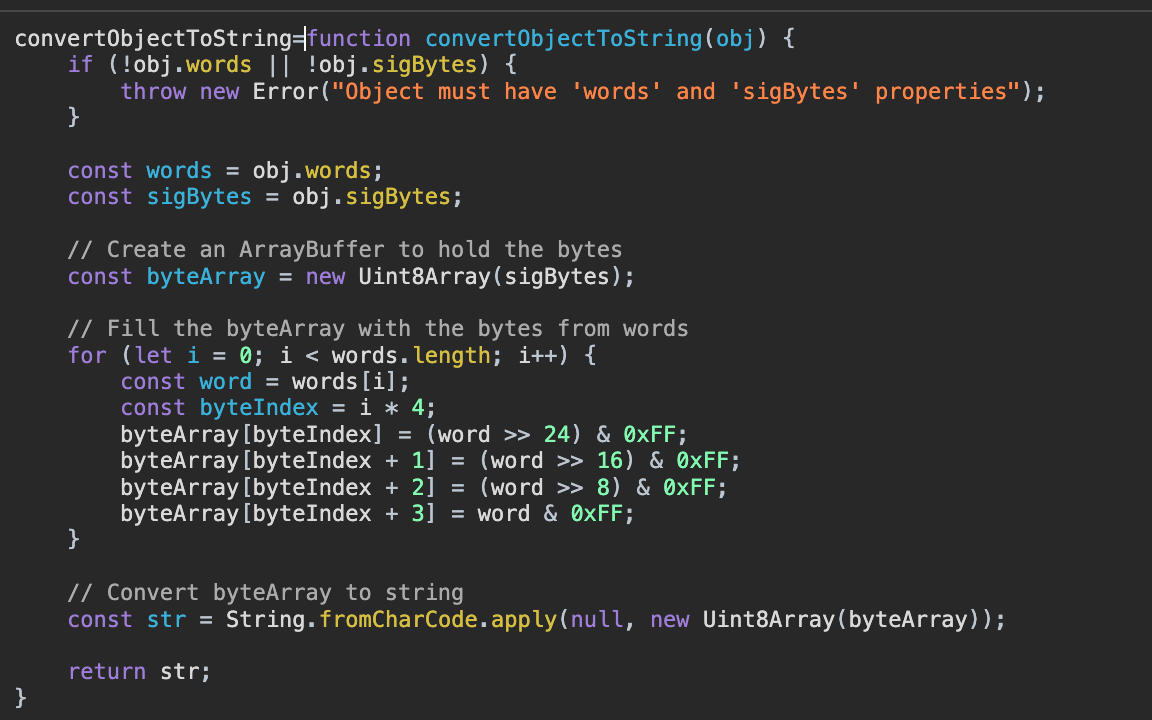 convertObjectToString=function convertObjectToString(obj) {
    if (!obj.words || !obj.sigBytes) {
        throw new Error("Object must have 'words' and 'sigBytes' properties");
    }

    const words = obj.words;
    const sigBytes = obj.sigBytes;

    // Create an ArrayBuffer to hold the bytes
    const byteArray = new Uint8Array(sigBytes);

    // Fill the byteArray with the bytes from words
    for (let i = 0; i < words.length; i++) {
        const word = words[i];
        const byteIndex = i * 4;
        byteArray[byteIndex] = (word >> 24) & 0xFF;
        byteArray[byteIndex + 1] = (word >> 16) & 0xFF;
        byteArray[byteIndex + 2] = (word >> 8) & 0xFF;
        byteArray[byteIndex + 3] = word & 0xFF;
    }

    // Convert byteArray to string
    const str = String.fromCharCode.apply(null, new Uint8Array(byteArray));

    return str;
}